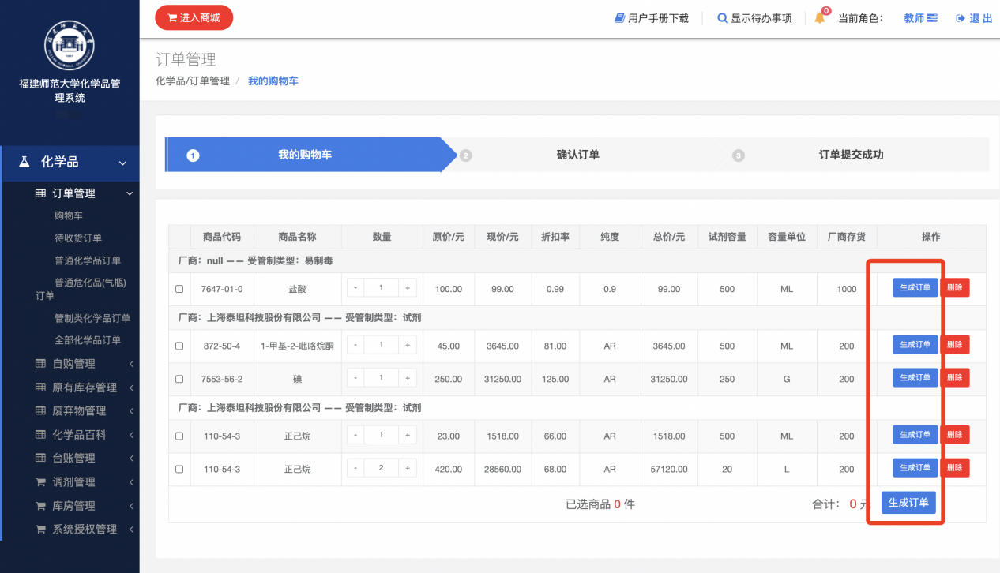 进入商城
用户手册下载
显示待办事项
0
当前角色：
教师
退 出
福建师范大学化学品管
理系统
化学品
订单管理
购物车
待收货订单
普通化学品订单
普通危化品(气瓶)
订单
管制类化学品订单
全部化学品订单
自购管理
原有库存管理
废弃物管理
化学品百科
台账管理
调剂管理
库房管理
系统授权管理
订单管理
化学品/订单管理 / 我的购物车
1 我的购物车 2 确认订单 3 订单提交成功
商品代码 商品名称 数量 原价/元 现价/元 折扣率 纯度 总价/元 试剂容量 容量单位 厂商存货 操作
厂商：null —— 受管制类型：易制毒
7647-01-0 盐酸 - 1 + 100.00 99.00 0.99 0.9 99.00 500 ML 1000 生成订单 删除
厂商：上海泰坦科技股份有限公司 —— 受管制类型：试剂
872-50-4 1-甲基-2-吡咯烷酮 - 1 + 45.00 3645.00 81.00 AR 3645.00 500 ML 200 生成订单 删除
7553-56-2 碘 - 1 + 250.00 31250.00 125.00 AR 31250.00 250 G 200 生成订单 删除
厂商：上海泰坦科技股份有限公司 —— 受管制类型：试剂
110-54-3 正己烷 - 1 + 23.00 1518.00 66.00 AR 1518.00 500 ML 200 生成订单 删除
110-54-3 正己烷 - 2 + 420.00 28560.00 68.00 AR 57120.00 20 L 200 生成订单 删除
已选商品 0 件 合计： 0 元 生成订单